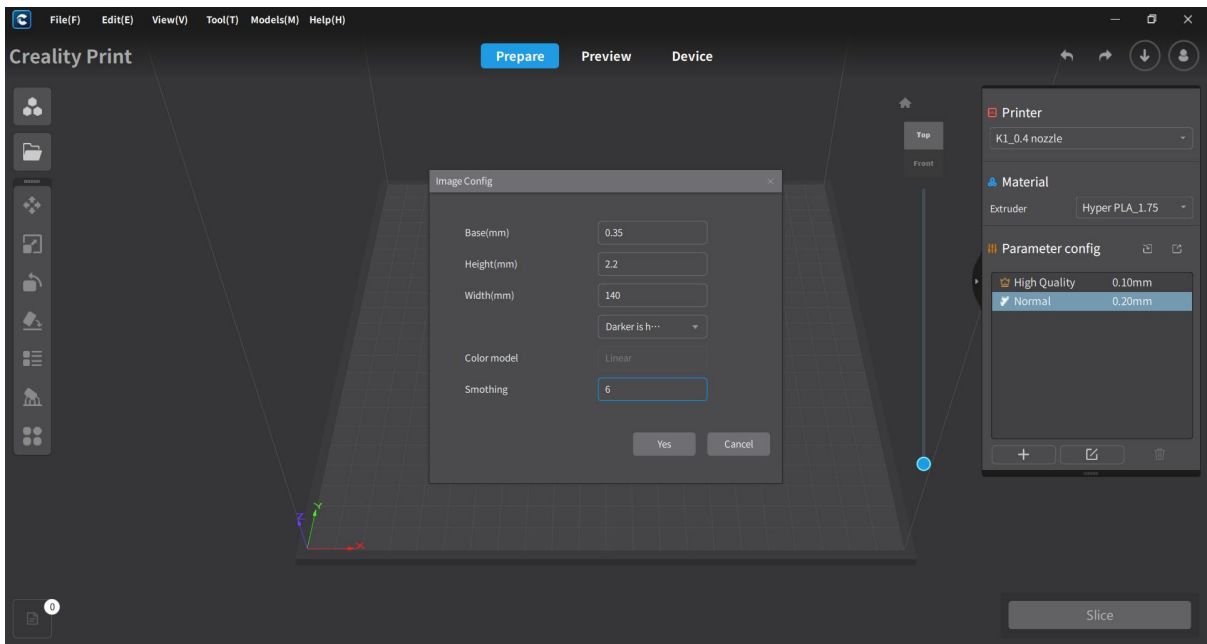 File(F) Edit(E) View(V) Tool(T) Models(M) Help(H)
Creality Print
Prepare Preview Device
Top
Front
Printer
K1_0.4 nozzle
Material
Extruder Hyper PLA_1.75
Parameter config
High Quality 0.10mm
Normal 0.20mm
Image Config
Base(mm) 0.35
Height(mm) 2.2
Width(mm) 140
Darker is h···
Color model Linear
Smothing 6
Yes Cancel
Z
Y
X
0
Slice